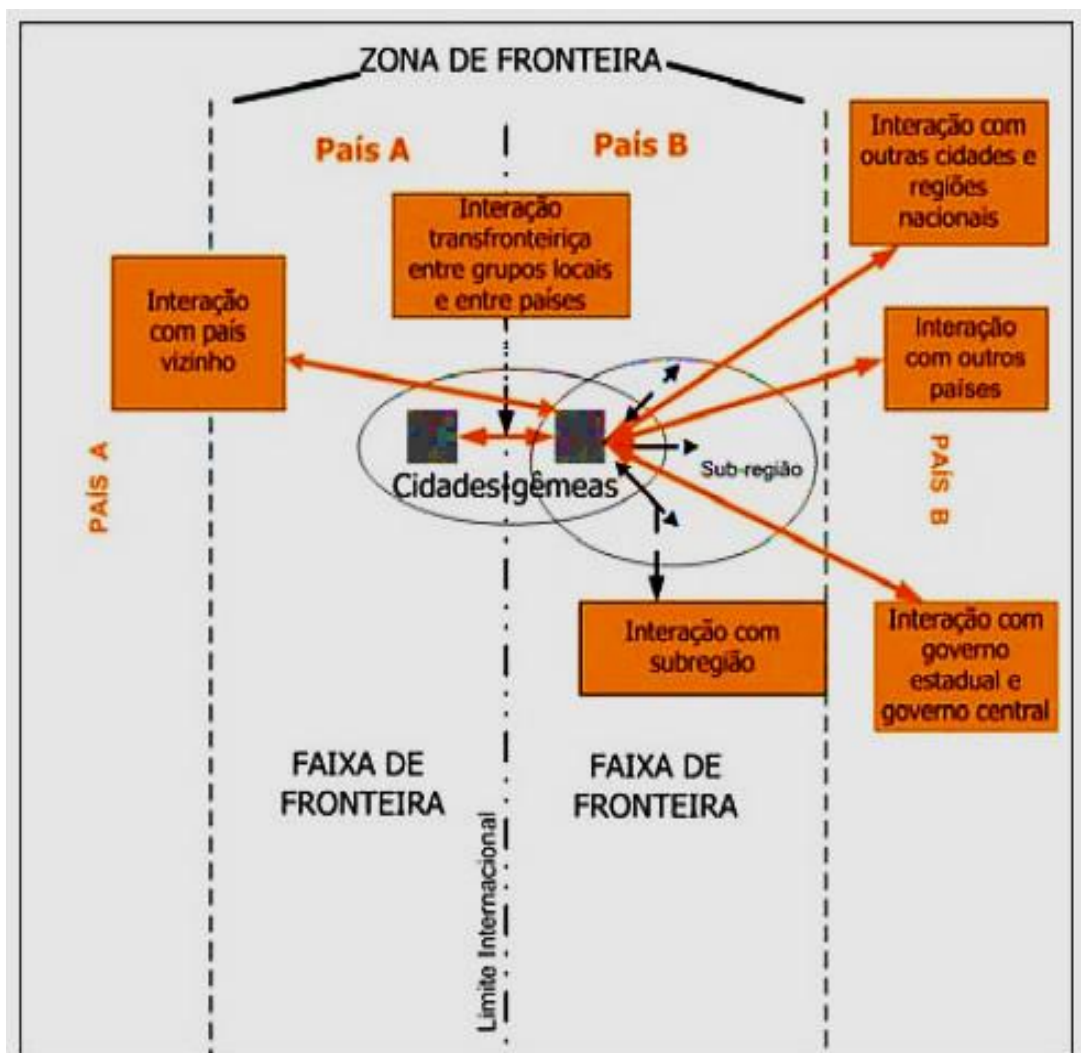 ZONA DE FRONTEIRA
País A
País B
Interação com
outras cidades e
regiões
nacionais
Interação
transfronteiriça
entre grupos locais
e entre países
Interação
com país
vizinho
Interação
com outros
países
PAÍS A
PAÍS B
Cidades-gêmeas
Sub-região
Interação com
subregião
Interação com
governo
estadual e
governo central
FAIXA DE
FRONTEIRA
FAIXA DE
FRONTEIRA
Limite Internacional